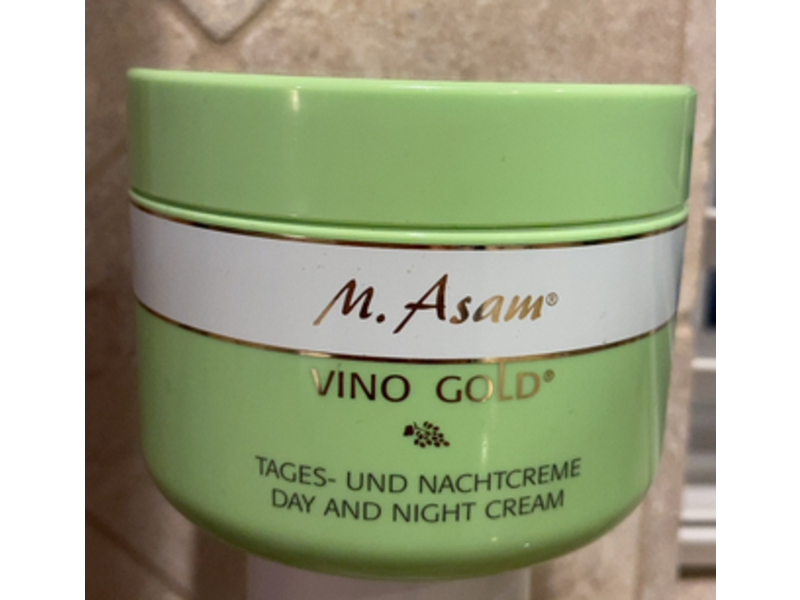 M. Asam®
VINO GOLD®
TAGES- UND NACHTCREME
DAY AND NIGHT CREAM